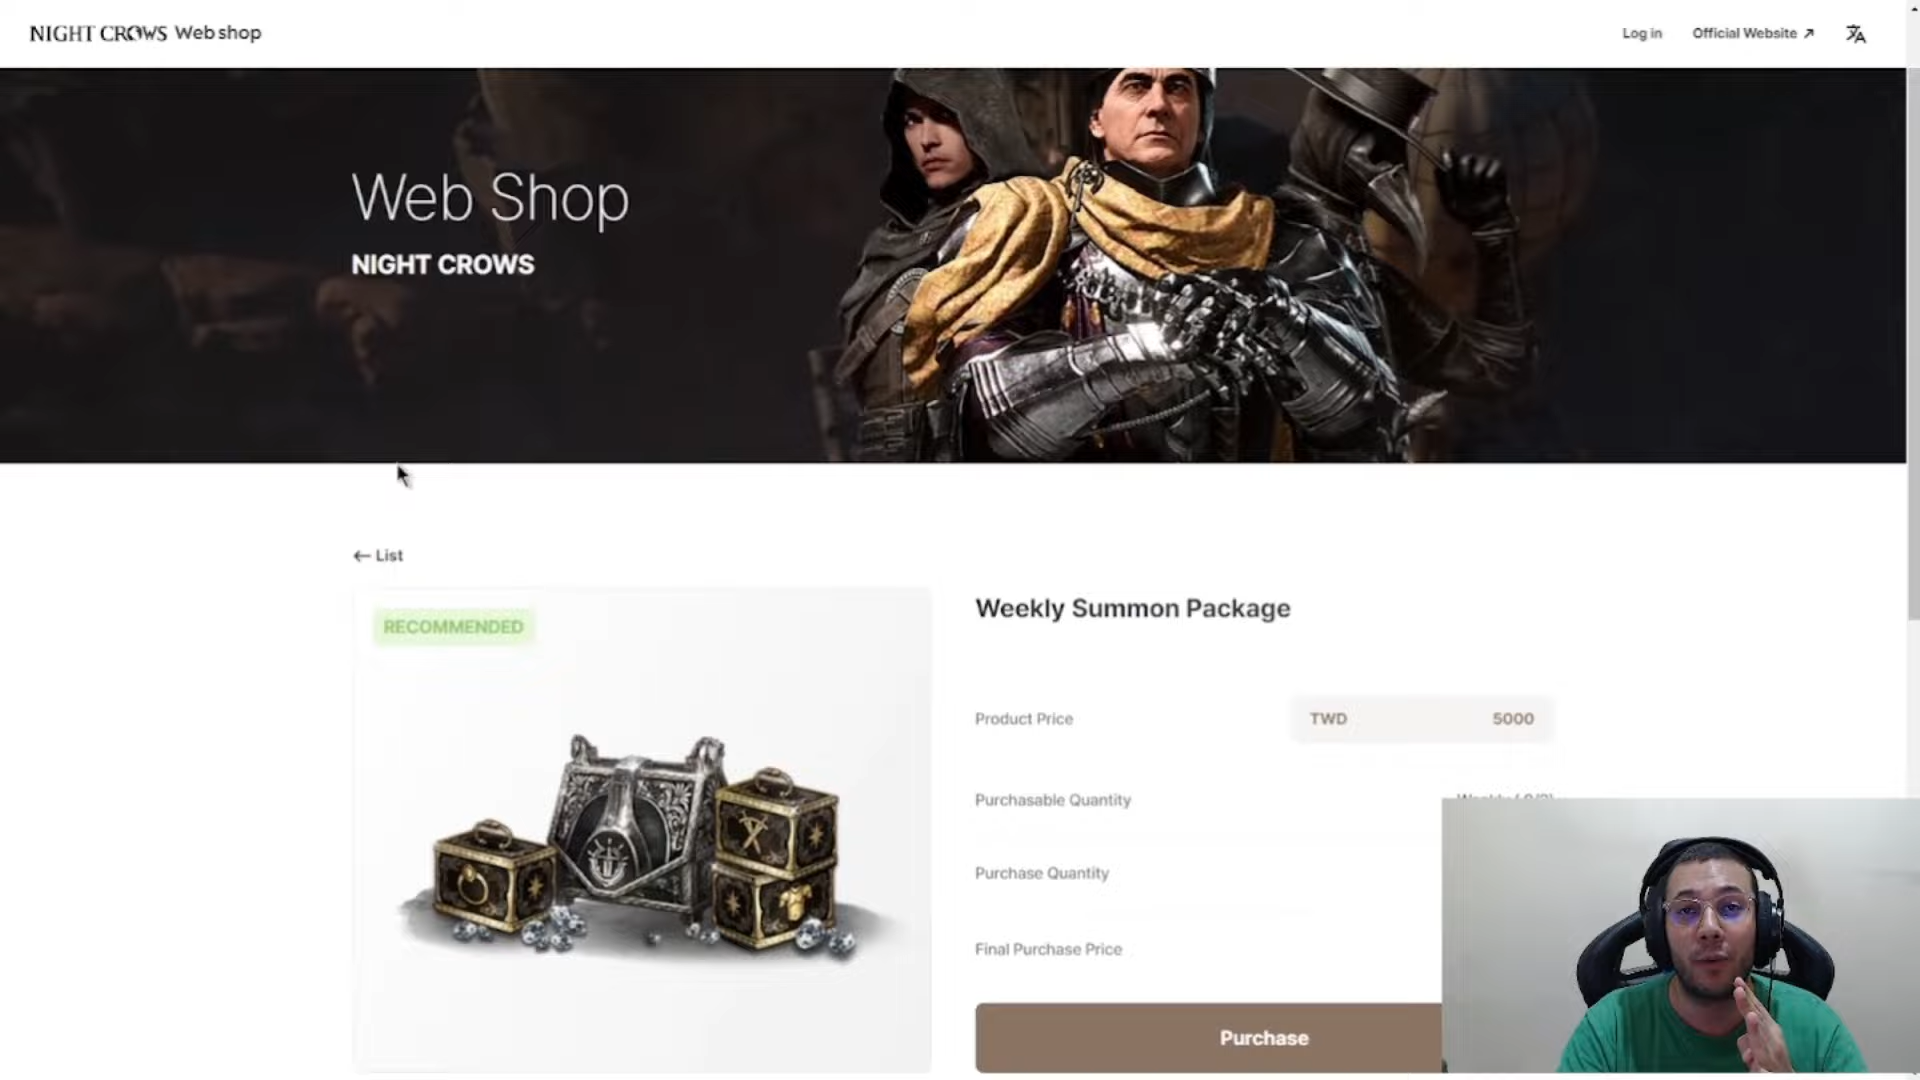 NIGHT CROWS Web shop
Log in
Official Website
Web Shop
NIGHT CROWS
List
RECOMMENDED
Weekly Summon Package
Product Price
TWD 5000
Purchasable Quantity
Purchase Quantity
Final Purchase Price
Purchase